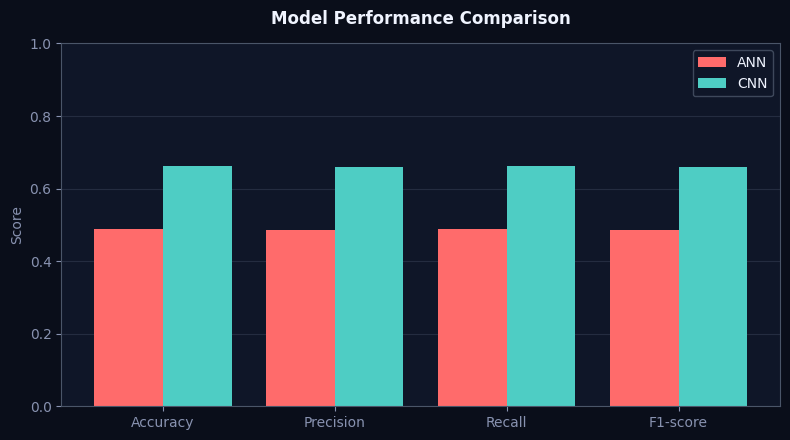 Model Performance Comparison
ANN
CNN
Score
1.0
0.8
0.6
0.4
0.2
0.0
Accuracy Precision Recall F1-score